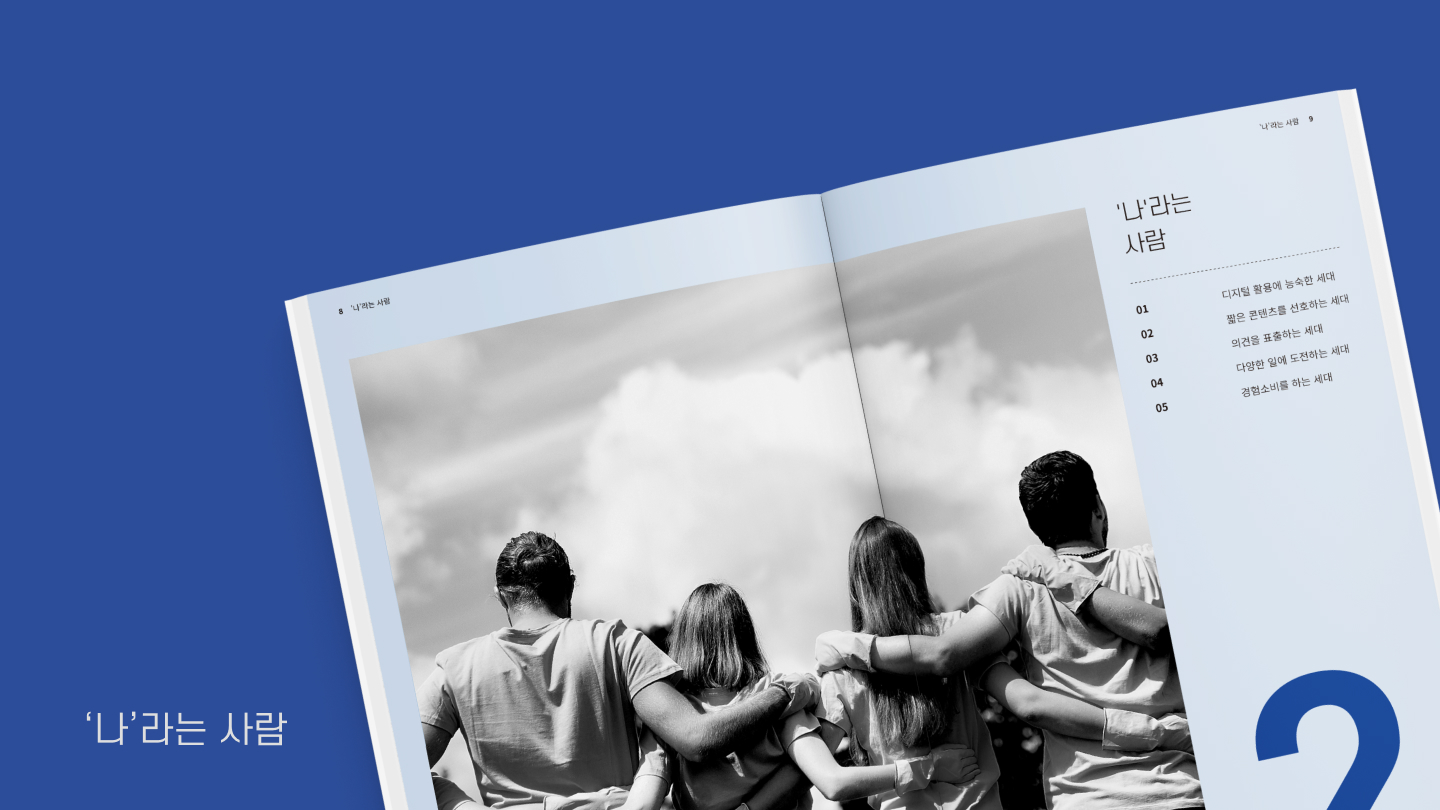 8 '나'라는 사람
'나'라는 사람 9
'나'라는
사람
01 디지털 활용에 능숙한 세대
02 짧은 콘텐츠를 선호하는 세대
03 의견을 표출하는 세대
04 다양한 일에 도전하는 세대
05 경험소비를 하는 세대
2
‘나’라는 사람